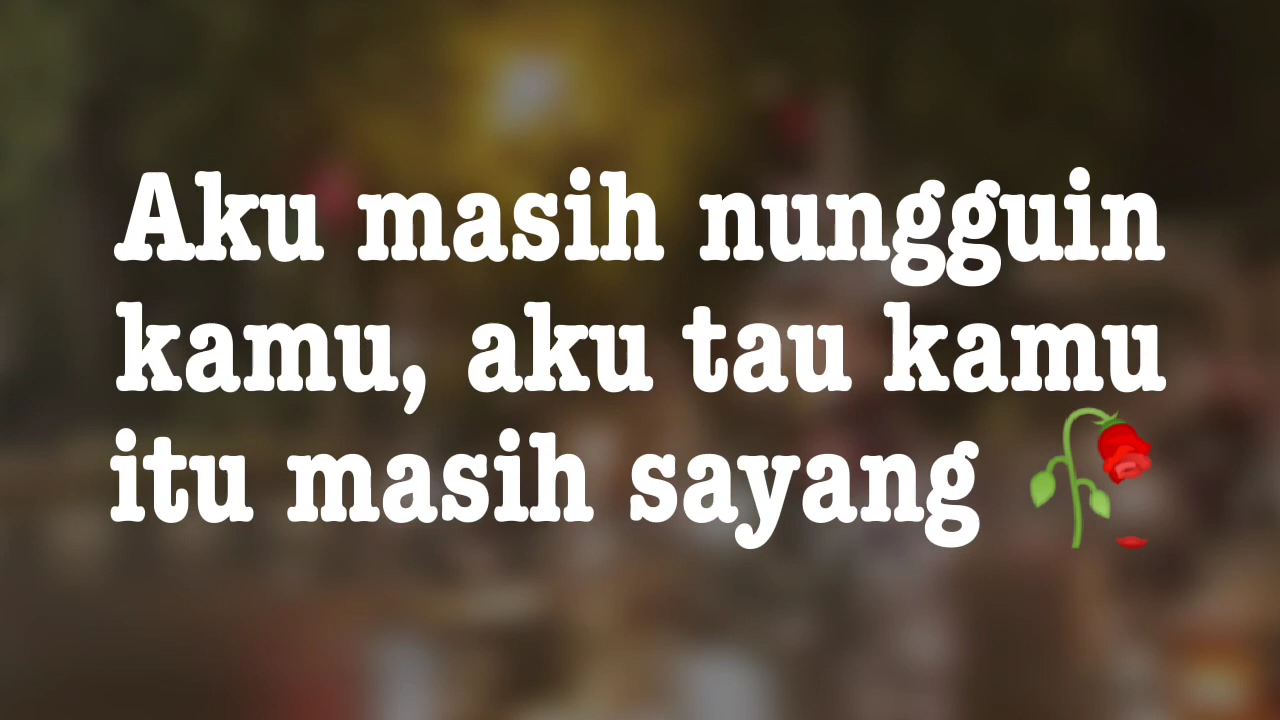 Aku masih nungguin
kamu, aku tau kamu
itu masih sayang 🥀